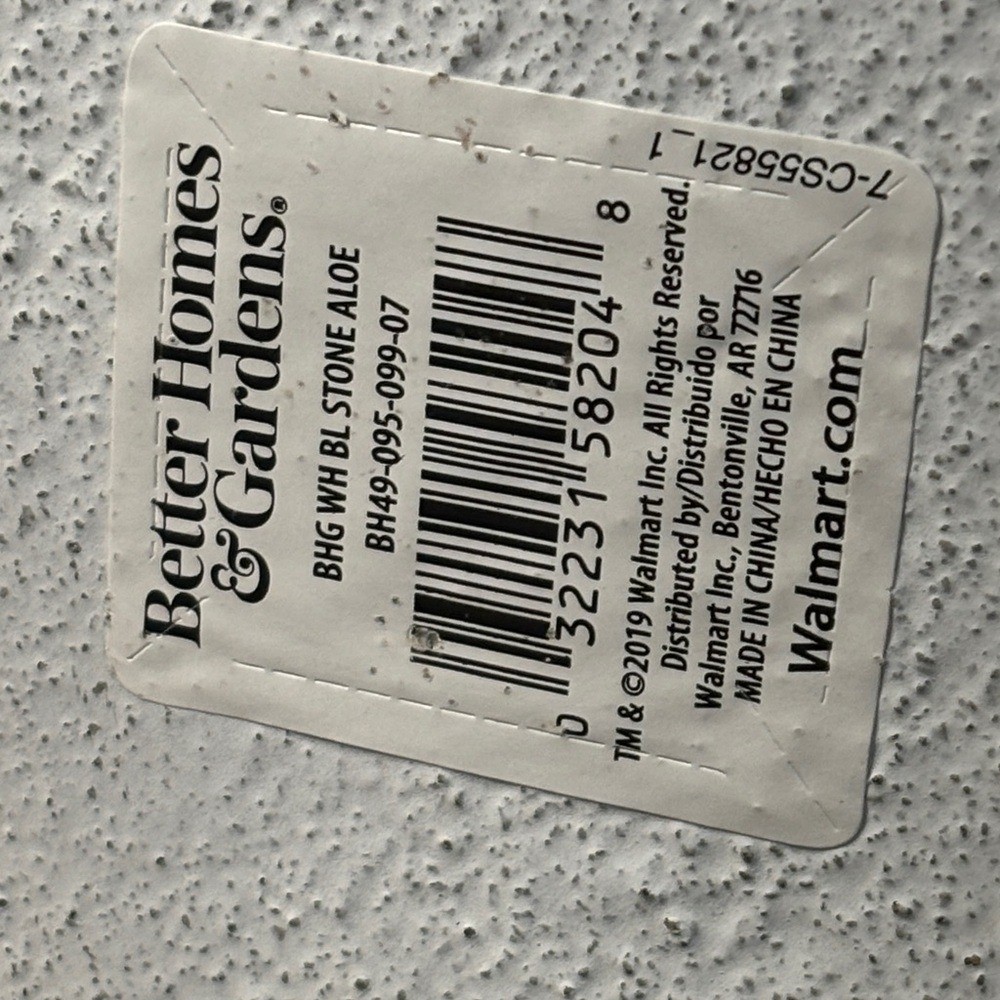 Better Homes
& Gardens®
BHG WH BL STONE ALOE
BH49-095-099-07
0 32231 58204 8
TM & ©2019 Walmart Inc. All Rights Reserved.
Distributed by/Distribuido por
Walmart Inc., Bentonville, AR 72716
MADE IN CHINA/HECHO EN CHINA
Walmart.com
7-CS55821_1